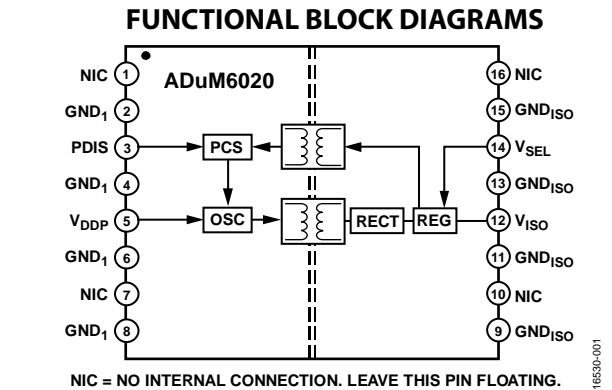 FUNCTIONAL BLOCK DIAGRAMS
ADuM6020
NIC 1
GND1 2
PDIS 3
GND1 4
VDDP 5
GND1 6
NIC 7
GND1 8
PCS
OSC
RECT
REG
16 NIC
15 GNDISO
14 VSEL
13 GNDISO
12 VISO
11 GNDISO
10 NIC
9 GNDISO
NIC = NO INTERNAL CONNECTION. LEAVE THIS PIN FLOATING.
16530-001